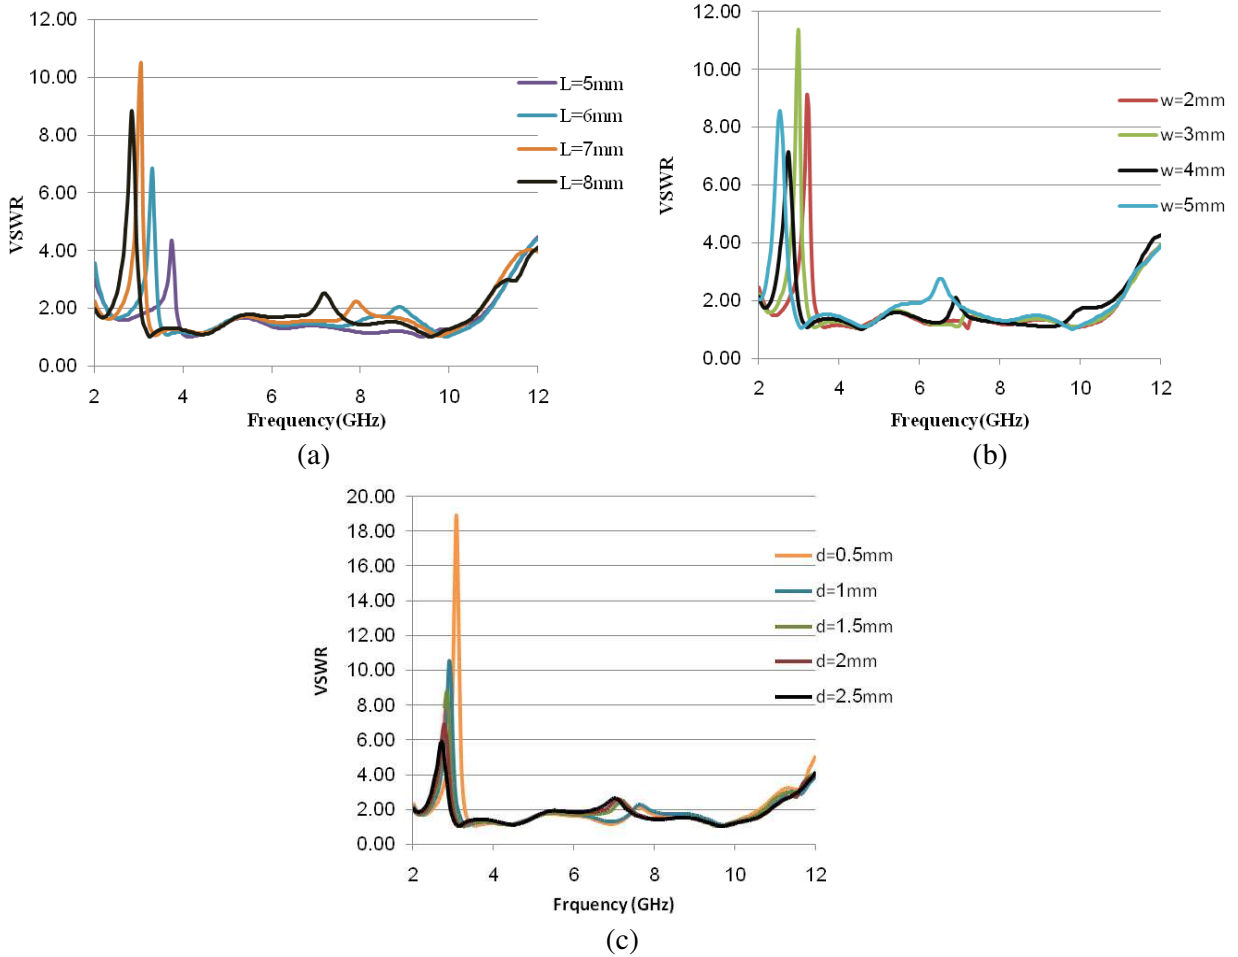 12.00
10.00
8.00
6.00
4.00
2.00
0.00
VSWR
2 4 6 8 10 12
Frequency(GHz)
L=5mm
L=6mm
L=7mm
L=8mm
(a)
12.00
10.00
8.00
6.00
4.00
2.00
0.00
VSWR
2 4 6 8 10 12
Frequency(GHz)
w=2mm
w=3mm
w=4mm
w=5mm
(b)
20.00
18.00
16.00
14.00
12.00
10.00
8.00
6.00
4.00
2.00
0.00
VSWR
2 4 6 8 10 12
Frquency (GHz)
d=0.5mm
d=1mm
d=1.5mm
d=2mm
d=2.5mm
(c)